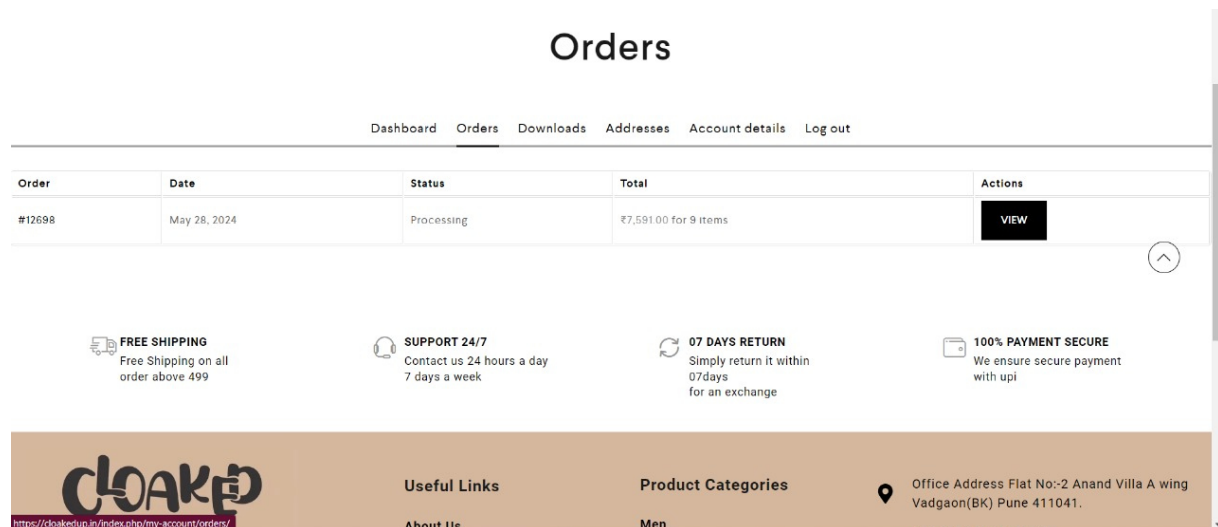 Orders
Dashboard Orders Downloads Addresses Account details Log out
Order Date Status Total Actions
#12698 May 28, 2024 Processing ₹7,591.00 for 9 items VIEW
FREE SHIPPING
Free Shipping on all
order above 499
SUPPORT 24/7
Contact us 24 hours a day
7 days a week
07 DAYS RETURN
Simply return it within
07days
for an exchange
100% PAYMENT SECURE
We ensure secure payment
with upi
CLOAKED
Useful Links
About Us
Product Categories
Men
Office Address Flat No:-2 Anand Villa A wing
Vadgaon(BK) Pune 411041.
https://cloakedup.in/index.php/my-account/orders/